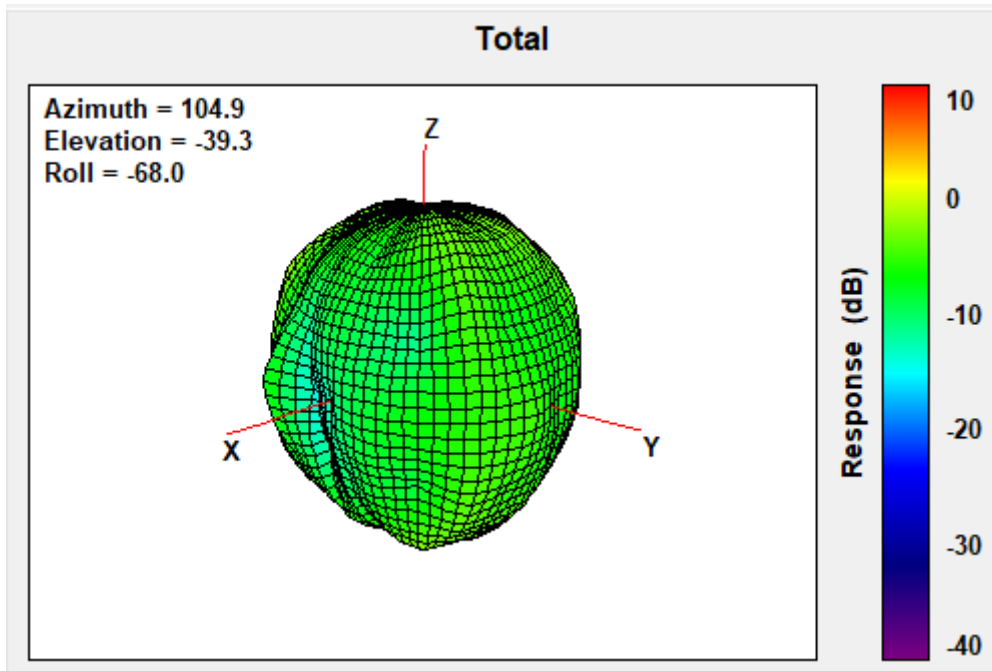 Total
Azimuth = 104.9
Elevation = -39.3
Roll = -68.0
Z
X
Y
10
0
-10
-20
-30
-40
Response (dB)